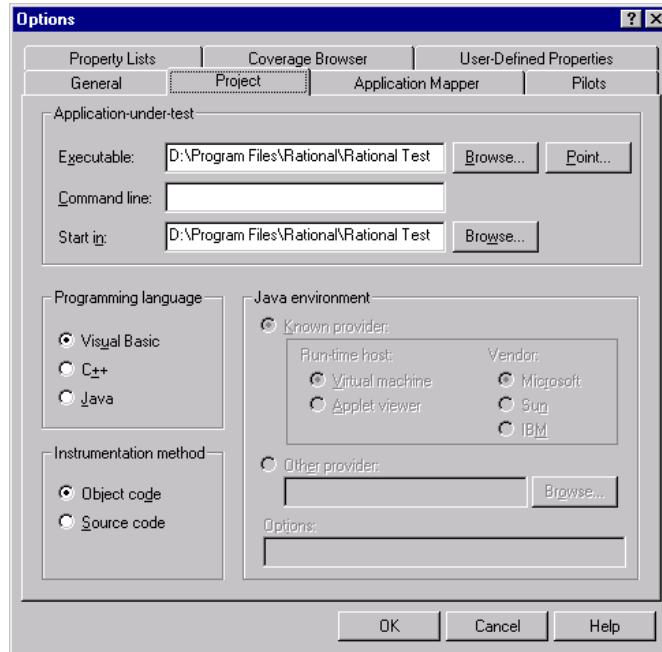 Options
Property Lists Coverage Browser User-Defined Properties
General Project Application Mapper Pilots
Application-under-test
Executable: D:\Program Files\Rational\Rational Test Browse... Point...
Command line:
Start in: D:\Program Files\Rational\Rational Test Browse...
Programming language
Visual Basic
C++
Java
Instrumentation method
Object code
Source code
Java environment
Known provider:
Run-time host: Vendor:
Virtual machine Microsoft
Applet viewer Sun
IBM
Other provider:
Browse...
Options:
OK Cancel Help